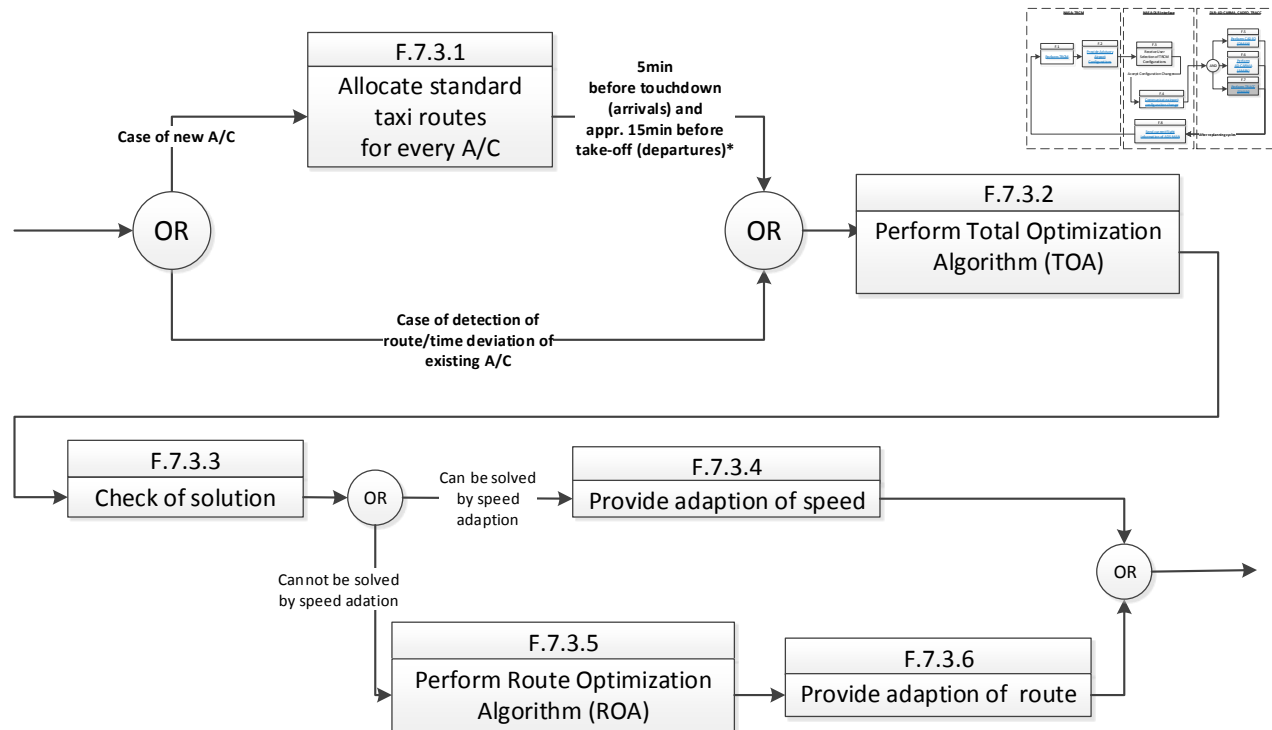 F.7.3.1
Allocate standard
taxi routes
for every A/C
5min
before touchdown
(arrivals) and
appr. 15min before
take-off (departures)*
Case of new A/C
OR
OR
F.7.3.2
Perform Total Optimization
Algorithm (TOA)
Case of detection of
route/time deviation of
existing A/C
F.7.3.3
Check of solution
OR
Can be solved
by speed
adaption
F.7.3.4
Provide adaption of speed
Cannot be solved
by speed adation
OR
F.7.3.5
Perform Route Optimization
Algorithm (ROA)
F.7.3.6
Provide adaption of  route